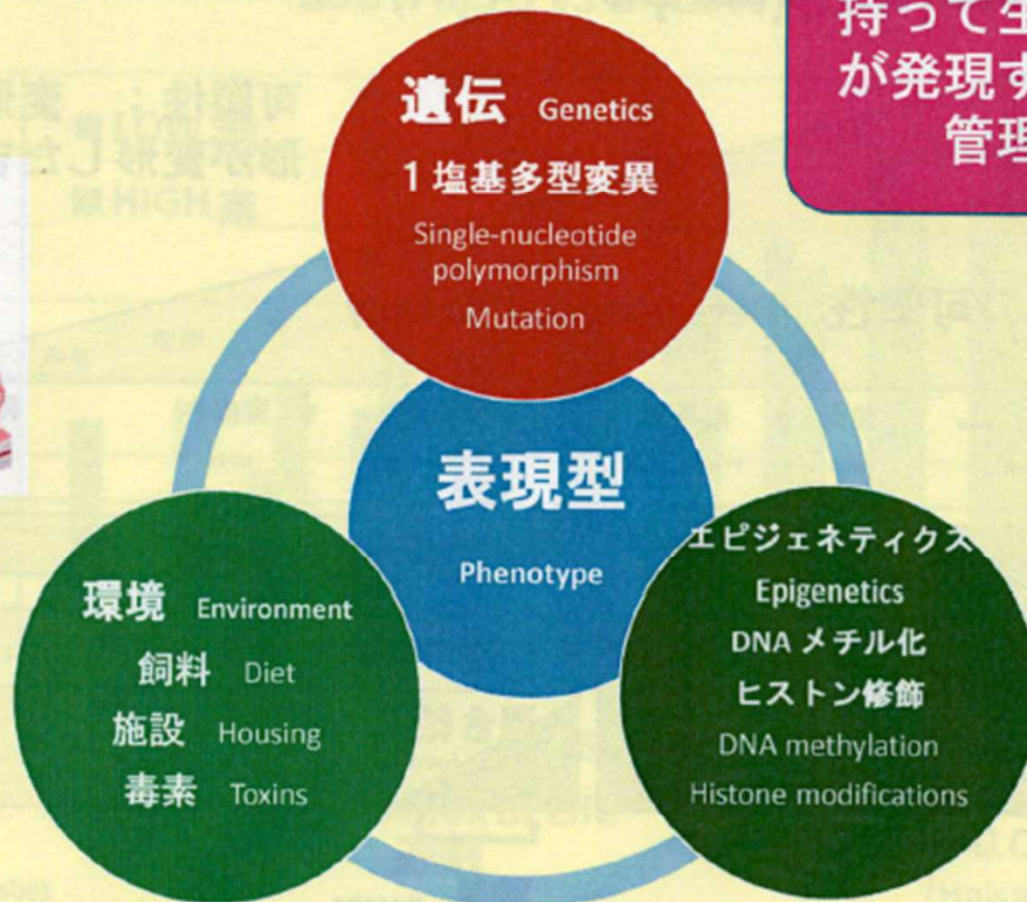 持って生
が発現す
管理
遺伝 Genetics
1塩基多型変異
Single-nucleotide
polymorphism
Mutation
表現型
Phenotype
環境 Environment
飼料 Diet
施設 Housing
毒素 Toxins
エピジェネティクス
Epigenetics
DNA メチル化
ヒストン修飾
DNA methylation
Histone modifications